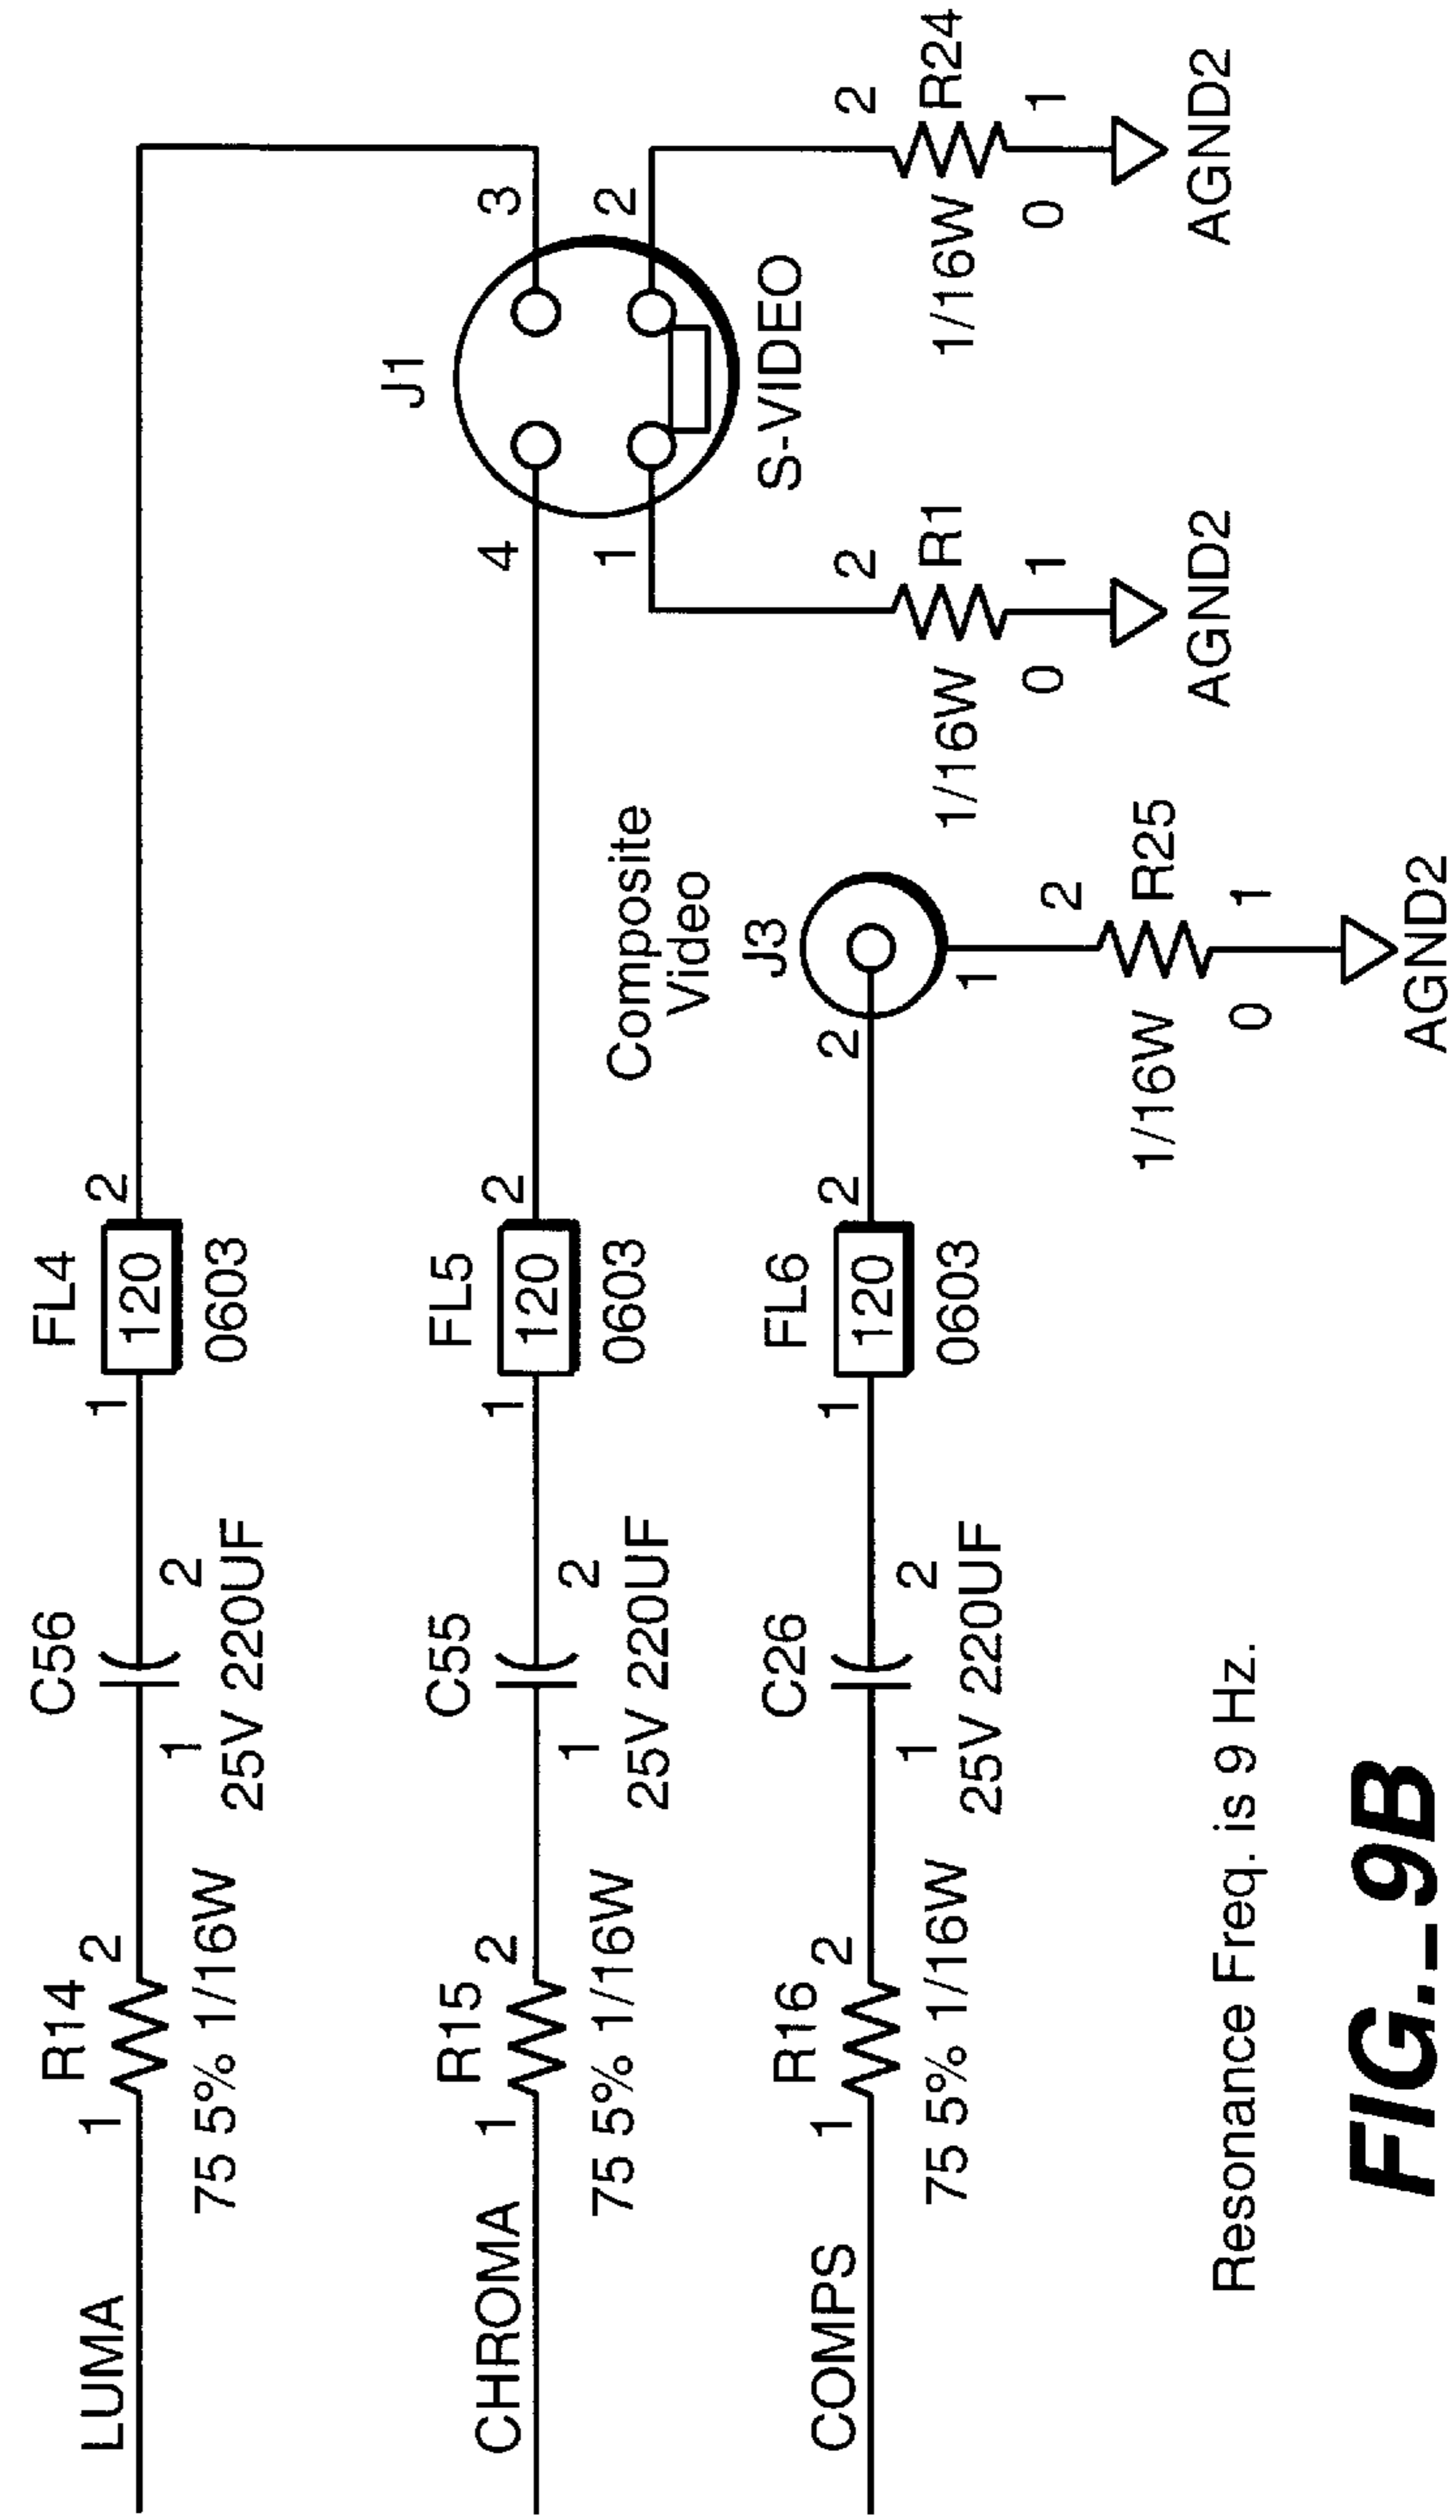 LUMA
1
R14
2
75 5% 1/16W
C56
1
2
25V 220UF
FL4
1
120
2
0603
CHROMA
1
R15
2
75 5% 1/16W
C55
1
2
25V 220UF
FL5
1
120
2
0603
J1
4
3
1
2
S-VIDEO
2
R1
1/16W
0
1
AGND2
2
R24
1/16W
0
1
AGND2
COMPS
1
R16
2
75 5% 1/16W
C26
1
2
25V 220UF
FL6
1
120
2
0603
Composite
Video
J3
2
1
2
R25
1/16W
0
1
AGND2
Resonance Freq. is 9 Hz.
FIG.-9B